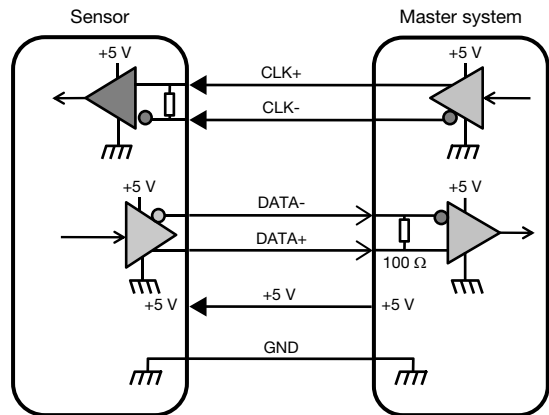 Sensor
Master system
+5 V
+5 V
CLK+
CLK-
+5 V
+5 V
DATA-
DATA+
100 Ω
+5 V
+5 V
+5 V
GND